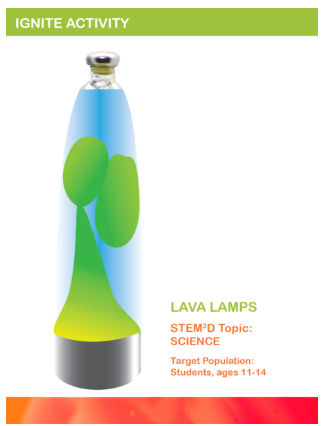 IGNITE ACTIVITY
LAVA LAMPS
STEM²D Topic:
SCIENCE
Target Population:
Students, ages 11-14